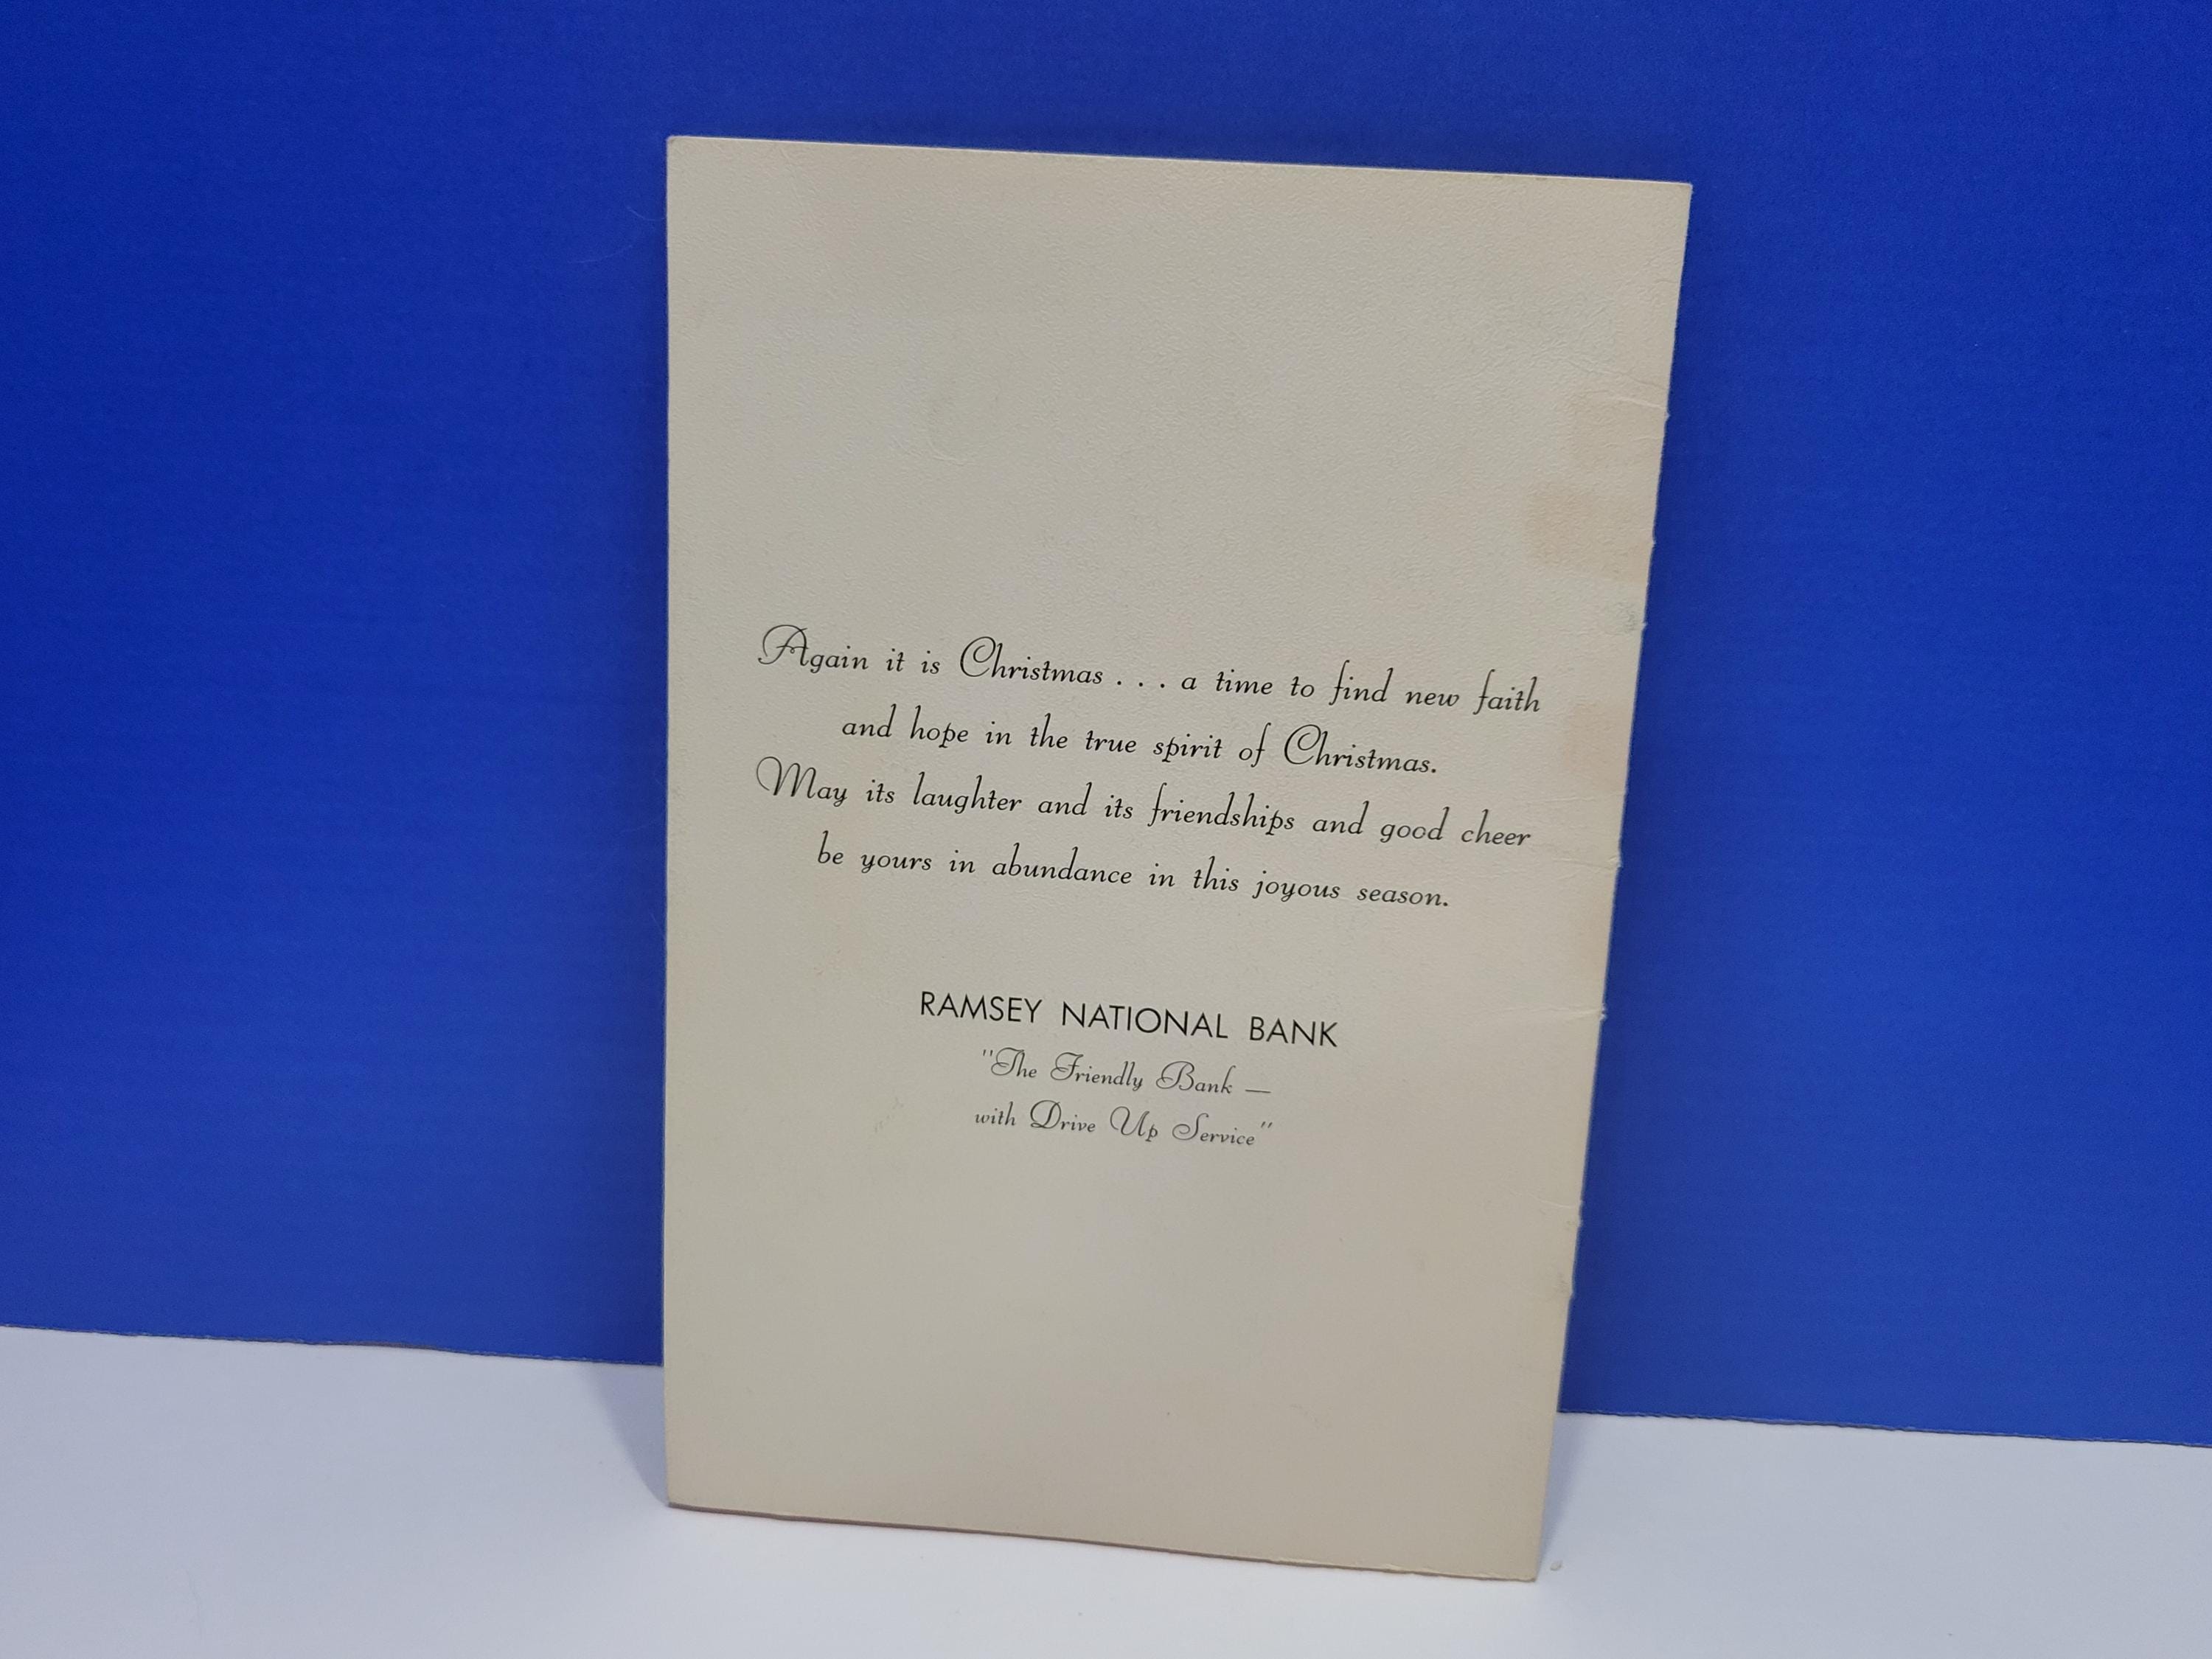 Again it is Christmas . . . a time to find new faith
and hope in the true spirit of Christmas.
May its laughter and its friendships and good cheer
be yours in abundance in this joyous season.
RAMSEY NATIONAL BANK
"The Friendly Bank —
with Drive Up Service"